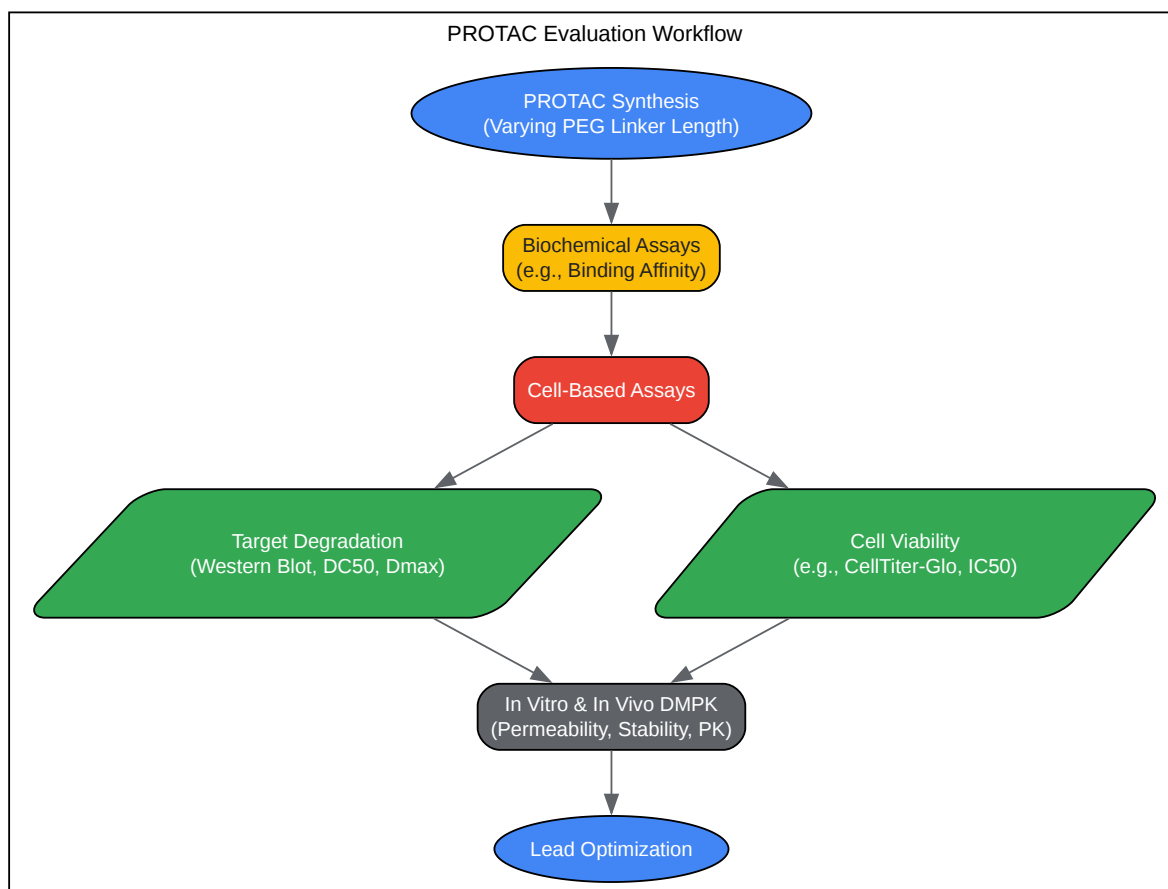 PROTAC Evaluation Workflow
PROTAC Synthesis
(Varying PEG Linker Length)
Biochemical Assays
(e.g., Binding Affinity)
Cell-Based Assays
Target Degradation
(Western Blot, DC50, Dmax)
Cell Viability
(e.g., CellTiter-Glo, IC50)
In Vitro & In Vivo DMPK
(Permeability, Stability, PK)
Lead Optimization